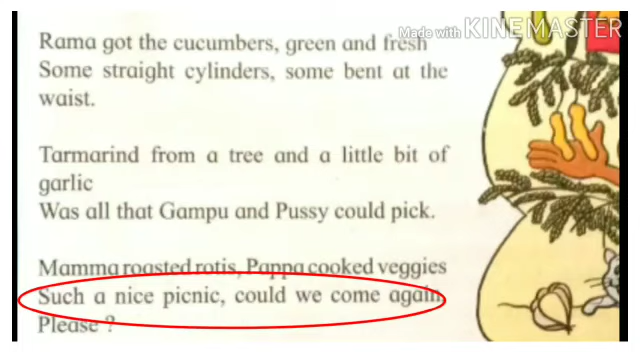 Made with KINEMASTER
Rama got the cucumbers, green and fresh
Some straight cylinders, some bent at the
waist.
Tarmarind from a tree and a little bit of
garlic
Was all that Gampu and Pussy could pick.
Mamma roasted rotis, Pappa cooked veggies
Such a nice picnic, could we come again
Please ?